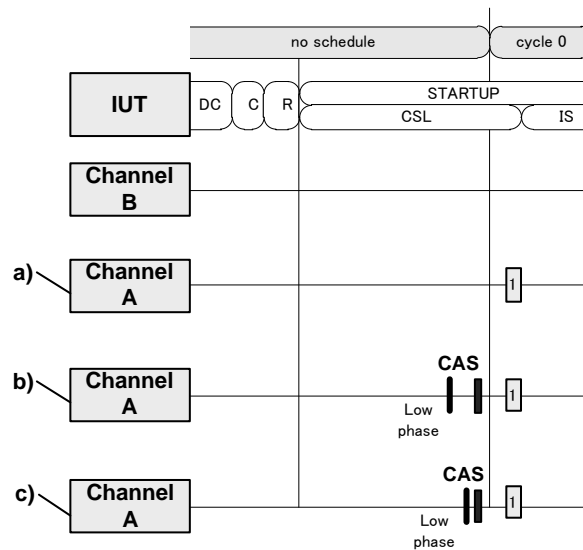 no schedule
cycle 0
IUT
DC
C
R
STARTUP
CSL
IS
Channel
B
a)
Channel
A
1
b)
Channel
A
CAS
Low
phase
1
c)
Channel
A
CAS
Low
phase
1